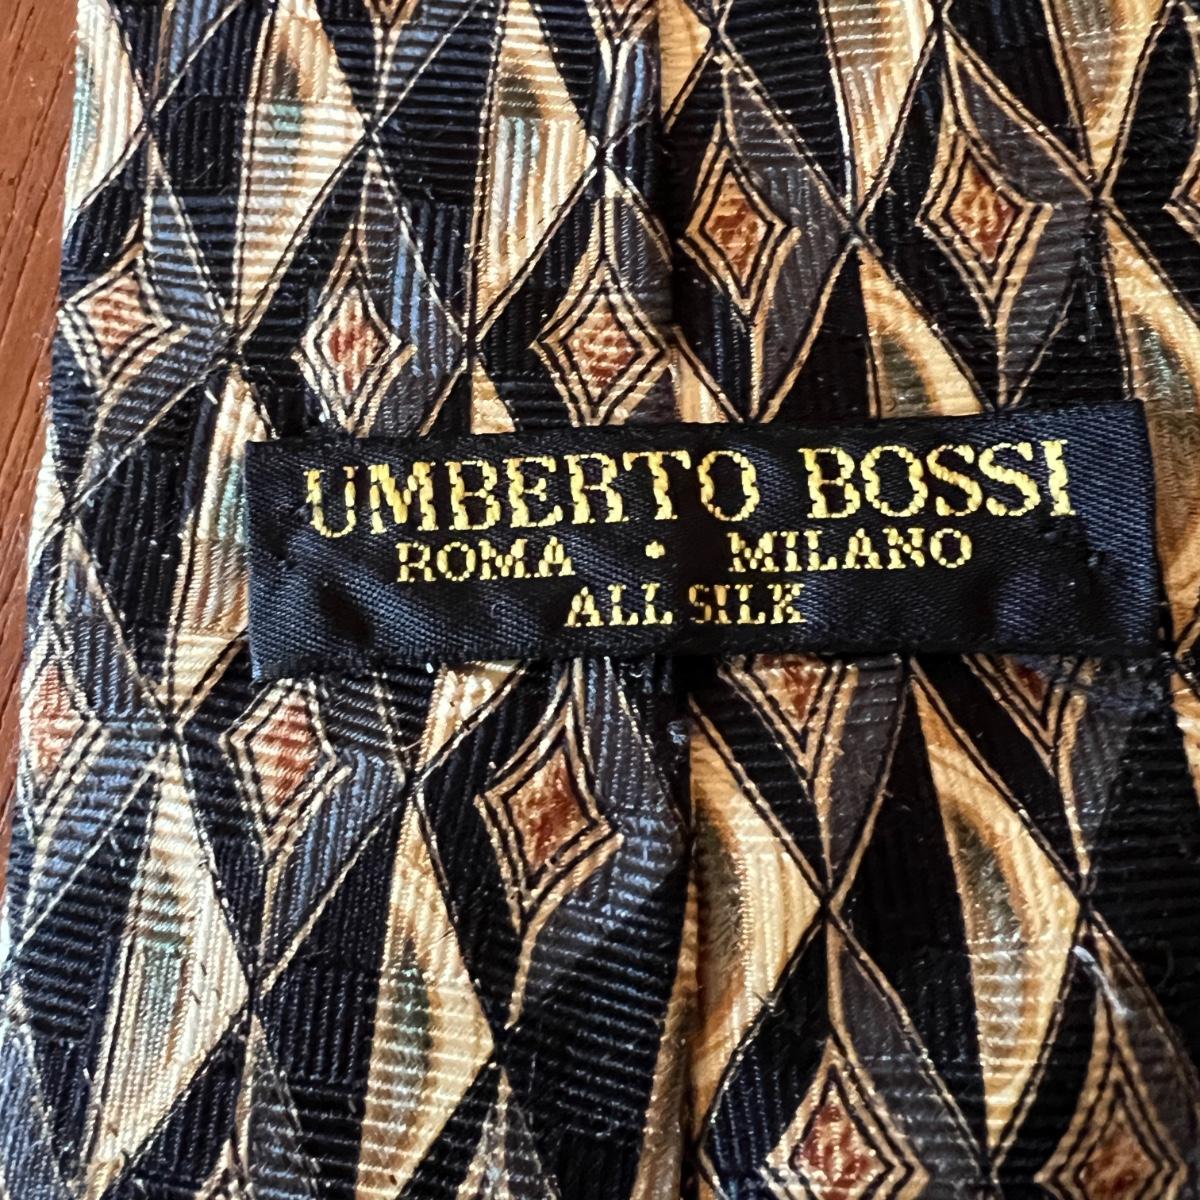 UMBERTO BOSSI
ROMA • MILANO
ALL SILK